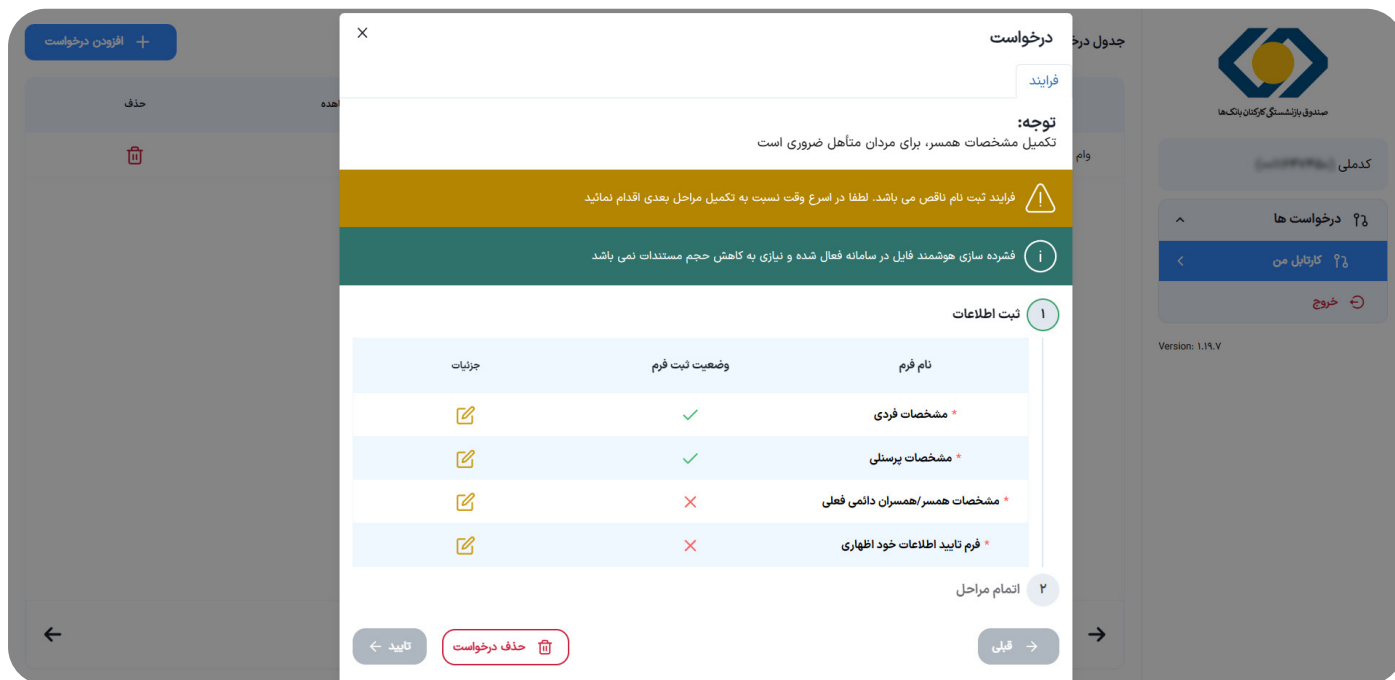 صندوق بازنشستگی کارکنان بانک‌ها
کدملی
درخواست ها
کارتابل من
خروج
Version: 1.19.7
جدول درخ
افزودن درخواست
اهده
حذف
وام
درخواست
فرایند
توجه:
تکمیل مشخصات همسر، برای مردان متأهل ضروری است
فرایند ثبت نام ناقص می باشد. لطفا در اسرع وقت نسبت به تکمیل مراحل بعدی اقدام نمائید
فشرده سازی هوشمند فایل در سامانه فعال شده و نیازی به کاهش حجم مستندات نمی باشد
۱ ثبت اطلاعات
نام فرم وضعیت ثبت فرم جزئیات
* مشخصات فردی
* مشخصات پرسنلی
* مشخصات همسر/همسران دائمی فعلی
* فرم تایید اطلاعات خود اظهاری
۲ اتمام مراحل
قبلی
حذف درخواست
تایید